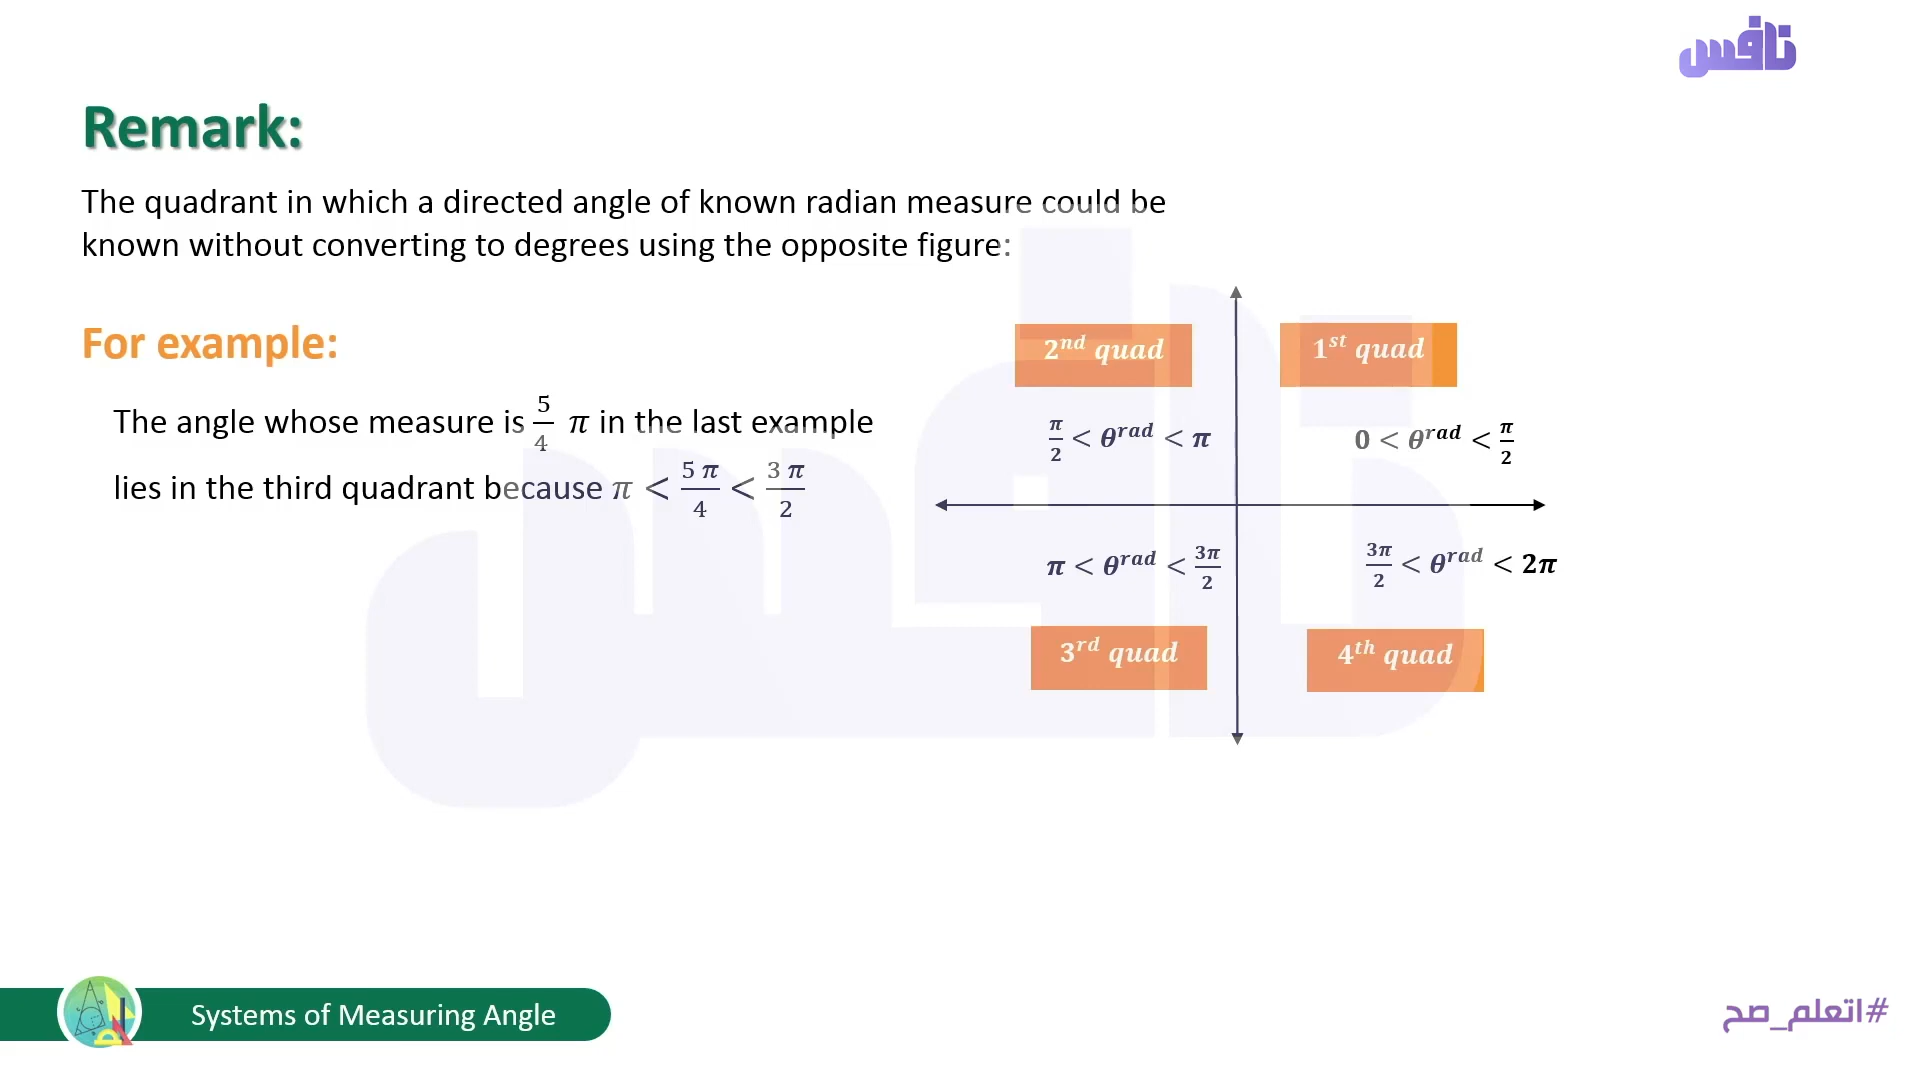 نافس
Remark:
The quadrant in which a directed angle of known radian measure could be
known without converting to degrees using the opposite figure:
For example:
The angle whose measure is 5/4 π in the last example
lies in the third quadrant because π < 5 π/4 < 3 π/2
2ⁿᵈ quad
1ˢᵗ quad
π/2 < θʳᵃᵈ < π
0 < θʳᵃᵈ < π/2
π < θʳᵃᵈ < 3π/2
3π/2 < θʳᵃᵈ < 2π
3ʳᵈ quad
4ᵗʰ quad
Systems of Measuring Angle
#اتعلم_صح